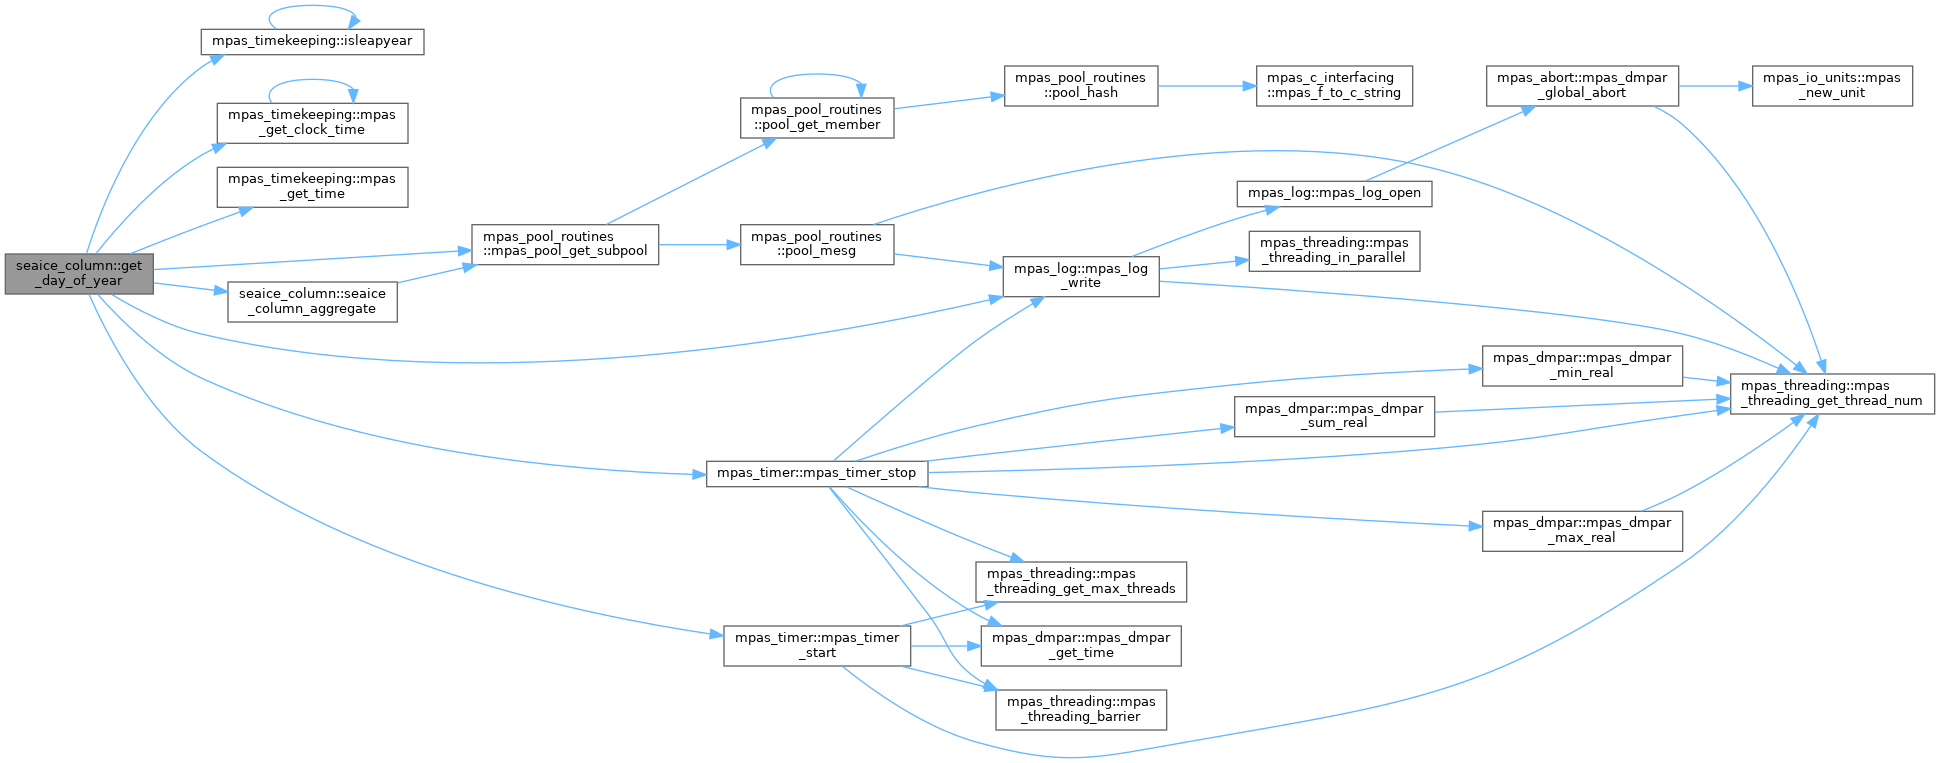 mpas_timekeeping::isleapyear
mpas_timekeeping::mpas
_get_clock_time
mpas_timekeeping::mpas
_get_time
seaice_column::get
_day_of_year
mpas_pool_routines
::mpas_pool_get_subpool
seaice_column::seaice
_column_aggregate
mpas_pool_routines
::pool_get_member
mpas_pool_routines
::pool_mesg
mpas_timer::mpas_timer_stop
mpas_timer::mpas_timer
_start
mpas_pool_routines
::pool_hash
mpas_log::mpas_log
_write
mpas_threading::mpas
_threading_get_max_threads
mpas_dmpar::mpas_dmpar
_get_time
mpas_threading::mpas
_threading_barrier
mpas_c_interfacing
::mpas_f_to_c_string
mpas_log::mpas_log_open
mpas_threading::mpas
_threading_in_parallel
mpas_dmpar::mpas_dmpar
_sum_real
mpas_abort::mpas_dmpar
_global_abort
mpas_dmpar::mpas_dmpar
_min_real
mpas_dmpar::mpas_dmpar
_max_real
mpas_io_units::mpas
_new_unit
mpas_threading::mpas
_threading_get_thread_num